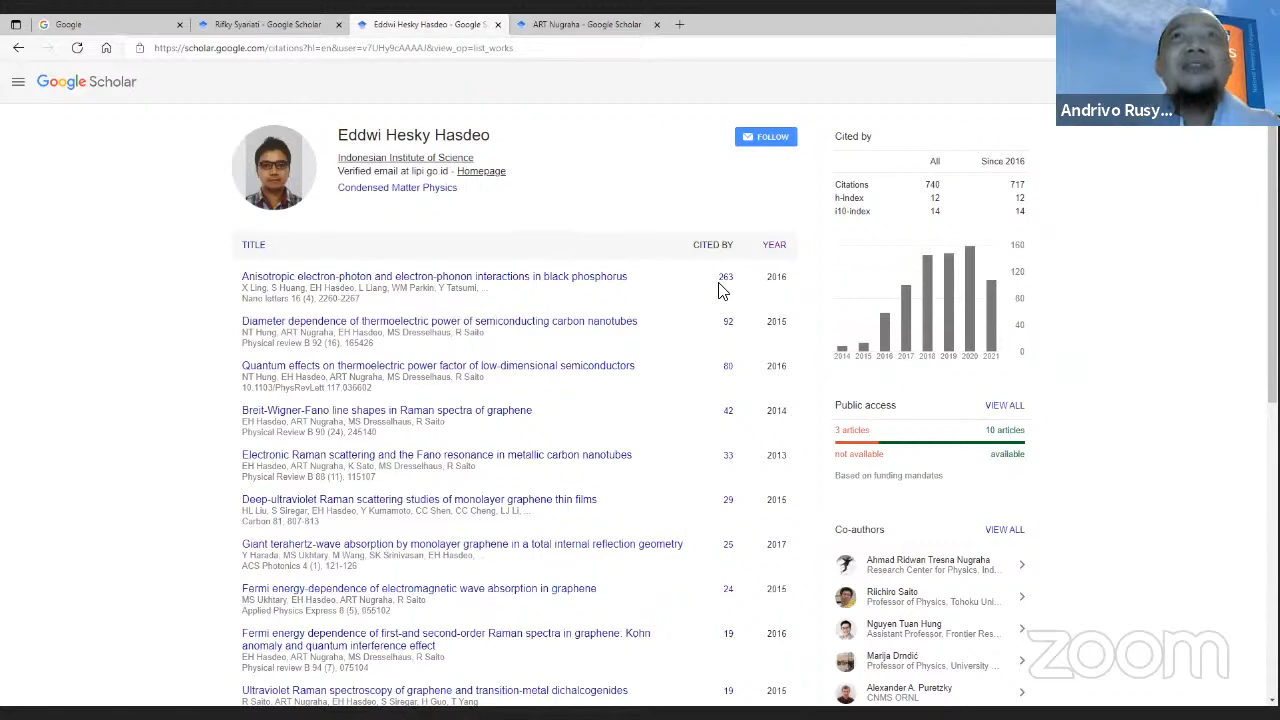 Google
Rifky Syariati - Google Scholar
Eddwi Hesky Hasdeo - Google S
ART Nugraha - Google Scholar
https://scholar.google.com/citations?hl=en&user=v7UHy9cAAAAJ&view_op=list_works
Google Scholar
Andrivo Rusy...
Eddwi Hesky Hasdeo
Indonesian Institute of Science
Verified email at lipi.go.id - Homepage
Condensed Matter Physics
FOLLOW
TITLE CITED BY YEAR
Anisotropic electron-photon and electron-phonon interactions in black phosphorus 263 2016
X Ling, S Huang, EH Hasdeo, L Liang, WM Parkin, Y Tatsumi, ...
Nano letters 16 (4), 2260-2267
Diameter dependence of thermoelectric power of semiconducting carbon nanotubes 92 2015
NT Hung, ART Nugraha, EH Hasdeo, MS Dresselhaus, R Saito
Physical review B 92 (16), 165426
Quantum effects on thermoelectric power factor of low-dimensional semiconductors 80 2016
NT Hung, EH Hasdeo, ART Nugraha, MS Dresselhaus, R Saito
10.1103/PhysRevLett 117.036602
Breit-Wigner-Fano line shapes in Raman spectra of graphene 42 2014
EH Hasdeo, ART Nugraha, MS Dresselhaus, R Saito
Physical Review B 90 (24), 245140
Electronic Raman scattering and the Fano resonance in metallic carbon nanotubes 33 2013
EH Hasdeo, ART Nugraha, K Sato, MS Dresselhaus, R Saito
Physical Review B 88 (11), 115107
Deep-ultraviolet Raman scattering studies of monolayer graphene thin films 29 2015
HL Liu, S Siregar, EH Hasdeo, Y Kumamoto, CC Shen, CC Cheng, LJ Li, ...
Carbon 81, 807-813
Giant terahertz-wave absorption by monolayer graphene in a total internal reflection geometry 25 2017
Y Harada, MS Ukhtary, M Wang, SK Srinivasan, EH Hasdeo,
ACS Photonics 4 (1), 121-126
Fermi energy-dependence of electromagnetic wave absorption in graphene 24 2015
MS Ukhtary, EH Hasdeo, ART Nugraha, R Saito
Applied Physics Express 8 (5), 055102
Fermi energy dependence of first-and second-order Raman spectra in graphene: Kohn 19 2016
anomaly and quantum interference effect
EH Hasdeo, ART Nugraha, MS Dresselhaus, R Saito
Physical Review B 94 (7), 075104
Ultraviolet Raman spectroscopy of graphene and transition-metal dichalcogenides 19 2015
R Saito, ART Nugraha, EH Hasdeo, S Siregar, H Guo, T Yang
Cited by
All Since 2016
Citations 740 717
h-index 12 12
i10-index 14 14
160
120
80
40
0
2014 2015 2016 2017 2018 2019 2020 2021
Public access VIEW ALL
3 articles 10 articles
not available available
Based on funding mandates
Co-authors VIEW ALL
Ahmad Ridwan Tresna Nugraha
Research Center for Physics, Ind...
Riichiro Saito
Professor of Physics, Tohoku Uni...
Nguyen Tuan Hung
Assistant Professor, Frontier Res...
Marija Drndić
Professor of Physics, University ...
Alexander A. Puretzky
CNMS ORNL
zoom